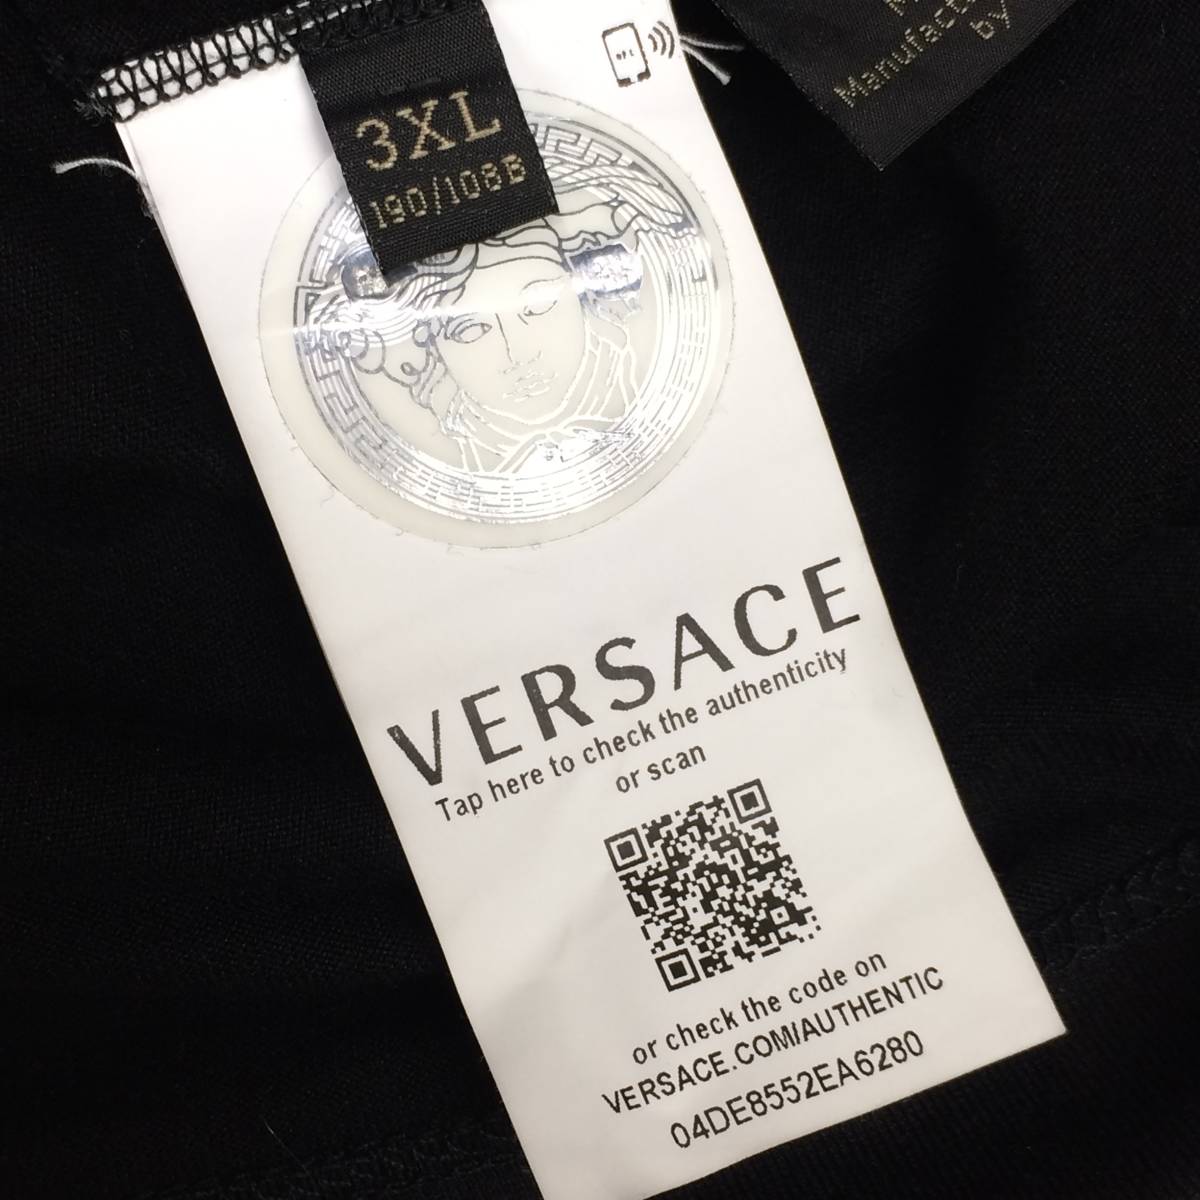 3XL
190/108B
Manufact
by
VERSACE
Tap here to check the authenticity
or scan
or check the code on
VERSACE.COM/AUTHENTIC
04DE8552EA6280